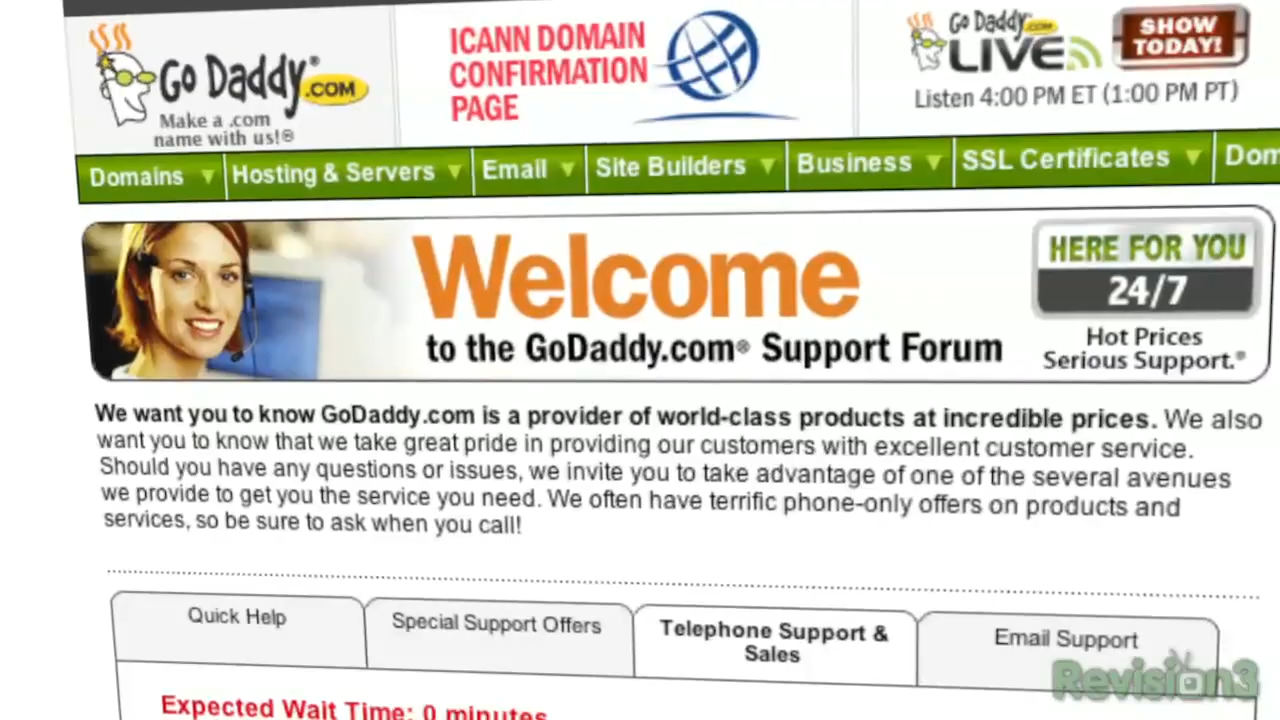 Go Daddy®.COM
Make a .com
name with us!®
ICANN DOMAIN
CONFIRMATION
PAGE
Go Daddy.COM
LIVE
SHOW
TODAY!
Listen 4:00 PM ET (1:00 PM PT)
Domains Hosting & Servers Email Site Builders Business SSL Certificates Dom
Welcome
to the GoDaddy.com® Support Forum
HERE FOR YOU
24/7
Hot Prices
Serious Support.®
We want you to know GoDaddy.com is a provider of world-class products at incredible prices. We also
want you to know that we take great pride in providing our customers with excellent customer service.
Should you have any questions or issues, we invite you to take advantage of one of the several avenues
we provide to get you the service you need. We often have terrific phone-only offers on products and
services, so be sure to ask when you call!
Quick Help
Special Support Offers
Telephone Support &
Sales
Email Support
Expected Wait Time: 0 minutes
Revision3